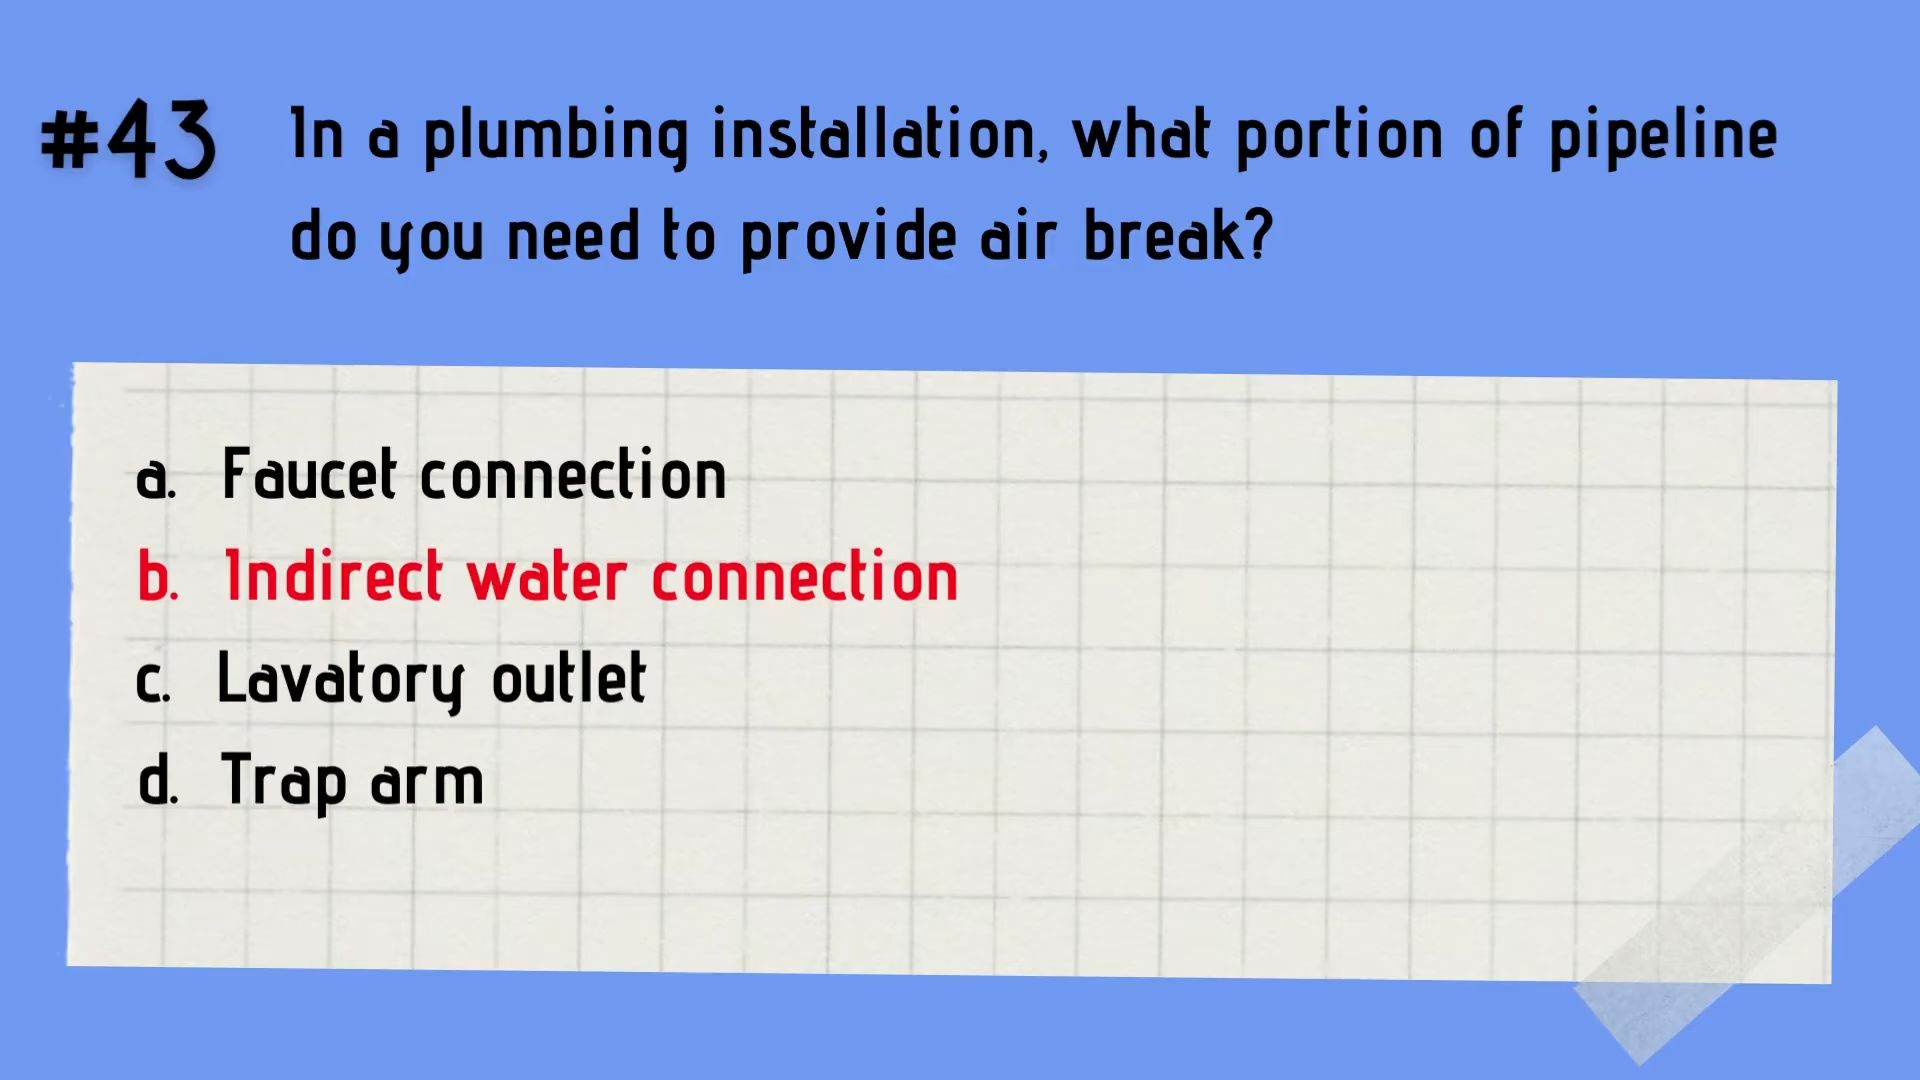 #43 In a plumbing installation, what portion of pipeline
do you need to provide air break?
a. Faucet connection
b. Indirect water connection
c. Lavatory outlet
d. Trap arm